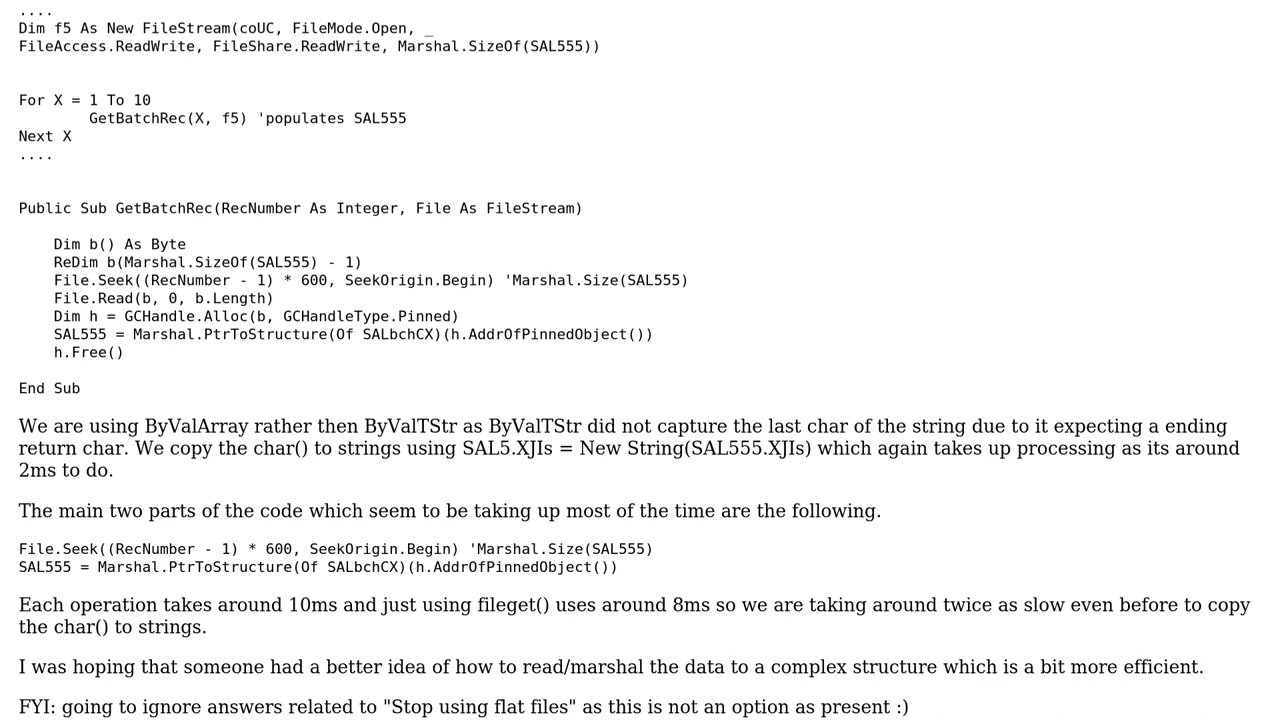 ....
Dim f5 As New FileStream(coUC, FileMode.Open, _
FileAccess.ReadWrite, FileShare.ReadWrite, Marshal.SizeOf(SAL555))
For X = 1 To 10
        GetBatchRec(X, f5) 'populates SAL555
Next X
....
Public Sub GetBatchRec(RecNumber As Integer, File As FileStream)
    Dim b() As Byte
    ReDim b(Marshal.SizeOf(SAL555) - 1)
    File.Seek((RecNumber - 1) * 600, SeekOrigin.Begin) 'Marshal.Size(SAL555)
    File.Read(b, 0, b.Length)
    Dim h = GCHandle.Alloc(b, GCHandleType.Pinned)
    SAL555 = Marshal.PtrToStructure(Of SALbchCX)(h.AddrOfPinnedObject())
    h.Free()
End Sub
We are using ByValArray rather then ByValTStr as ByValTStr did not capture the last char of the string due to it expecting a ending
return char. We copy the char() to strings using SAL5.XJIs = New String(SAL555.XJIs) which again takes up processing as its around
2ms to do.
The main two parts of the code which seem to be taking up most of the time are the following.
File.Seek((RecNumber - 1) * 600, SeekOrigin.Begin) 'Marshal.Size(SAL555)
SAL555 = Marshal.PtrToStructure(Of SALbchCX)(h.AddrOfPinnedObject())
Each operation takes around 10ms and just using fileget() uses around 8ms so we are taking around twice as slow even before to copy
the char() to strings.
I was hoping that someone had a better idea of how to read/marshal the data to a complex structure which is a bit more efficient.
FYI: going to ignore answers related to "Stop using flat files" as this is not an option as present :)